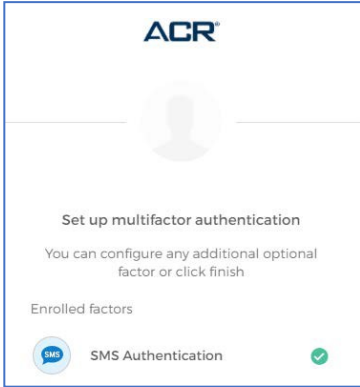 ACR®
Set up multifactor authentication
You can configure any additional optional
factor or click finish
Enrolled factors
SMS
SMS Authentication